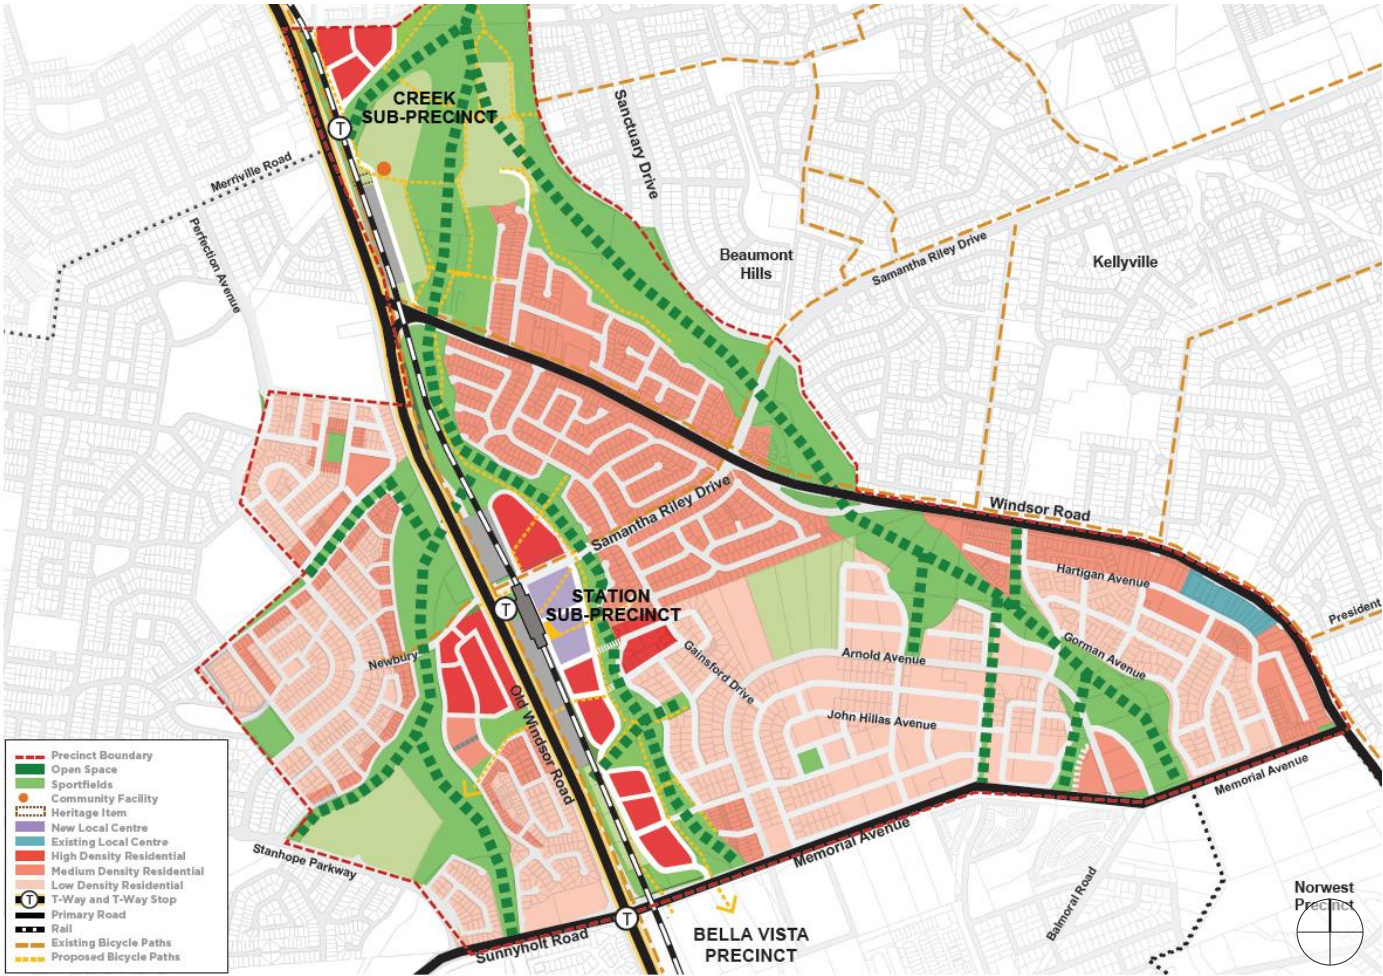 CREEK
SUB-PRECINCT
T
Merriville Road
Perfection Avenue
Sanctuary Drive
Beaumont
Hills
Samantha Riley Drive
Kellyville
Windsor Road
Samantha Riley Drive
Hartigan Avenue
STATION
SUB-PRECINCT
T
President
Newbury
Gainsford Drive
Arnold Avenue
Gorman Avenue
Old Windsor Road
John Hillas Avenue
Memorial Avenue
Memorial Avenue
Stanhope Parkway
Balmoral Road
Norwest
Precinct
T
Sunnyholt Road
BELLA VISTA
PRECINCT
Precinct Boundary
Open Space
Sportfields
Community Facility
Heritage Item
New Local Centre
Existing Local Centre
High Density Residential
Medium Density Residential
Low Density Residential
T T-Way and T-Way Stop
Primary Road
Rail
Existing Bicycle Paths
Proposed Bicycle Paths